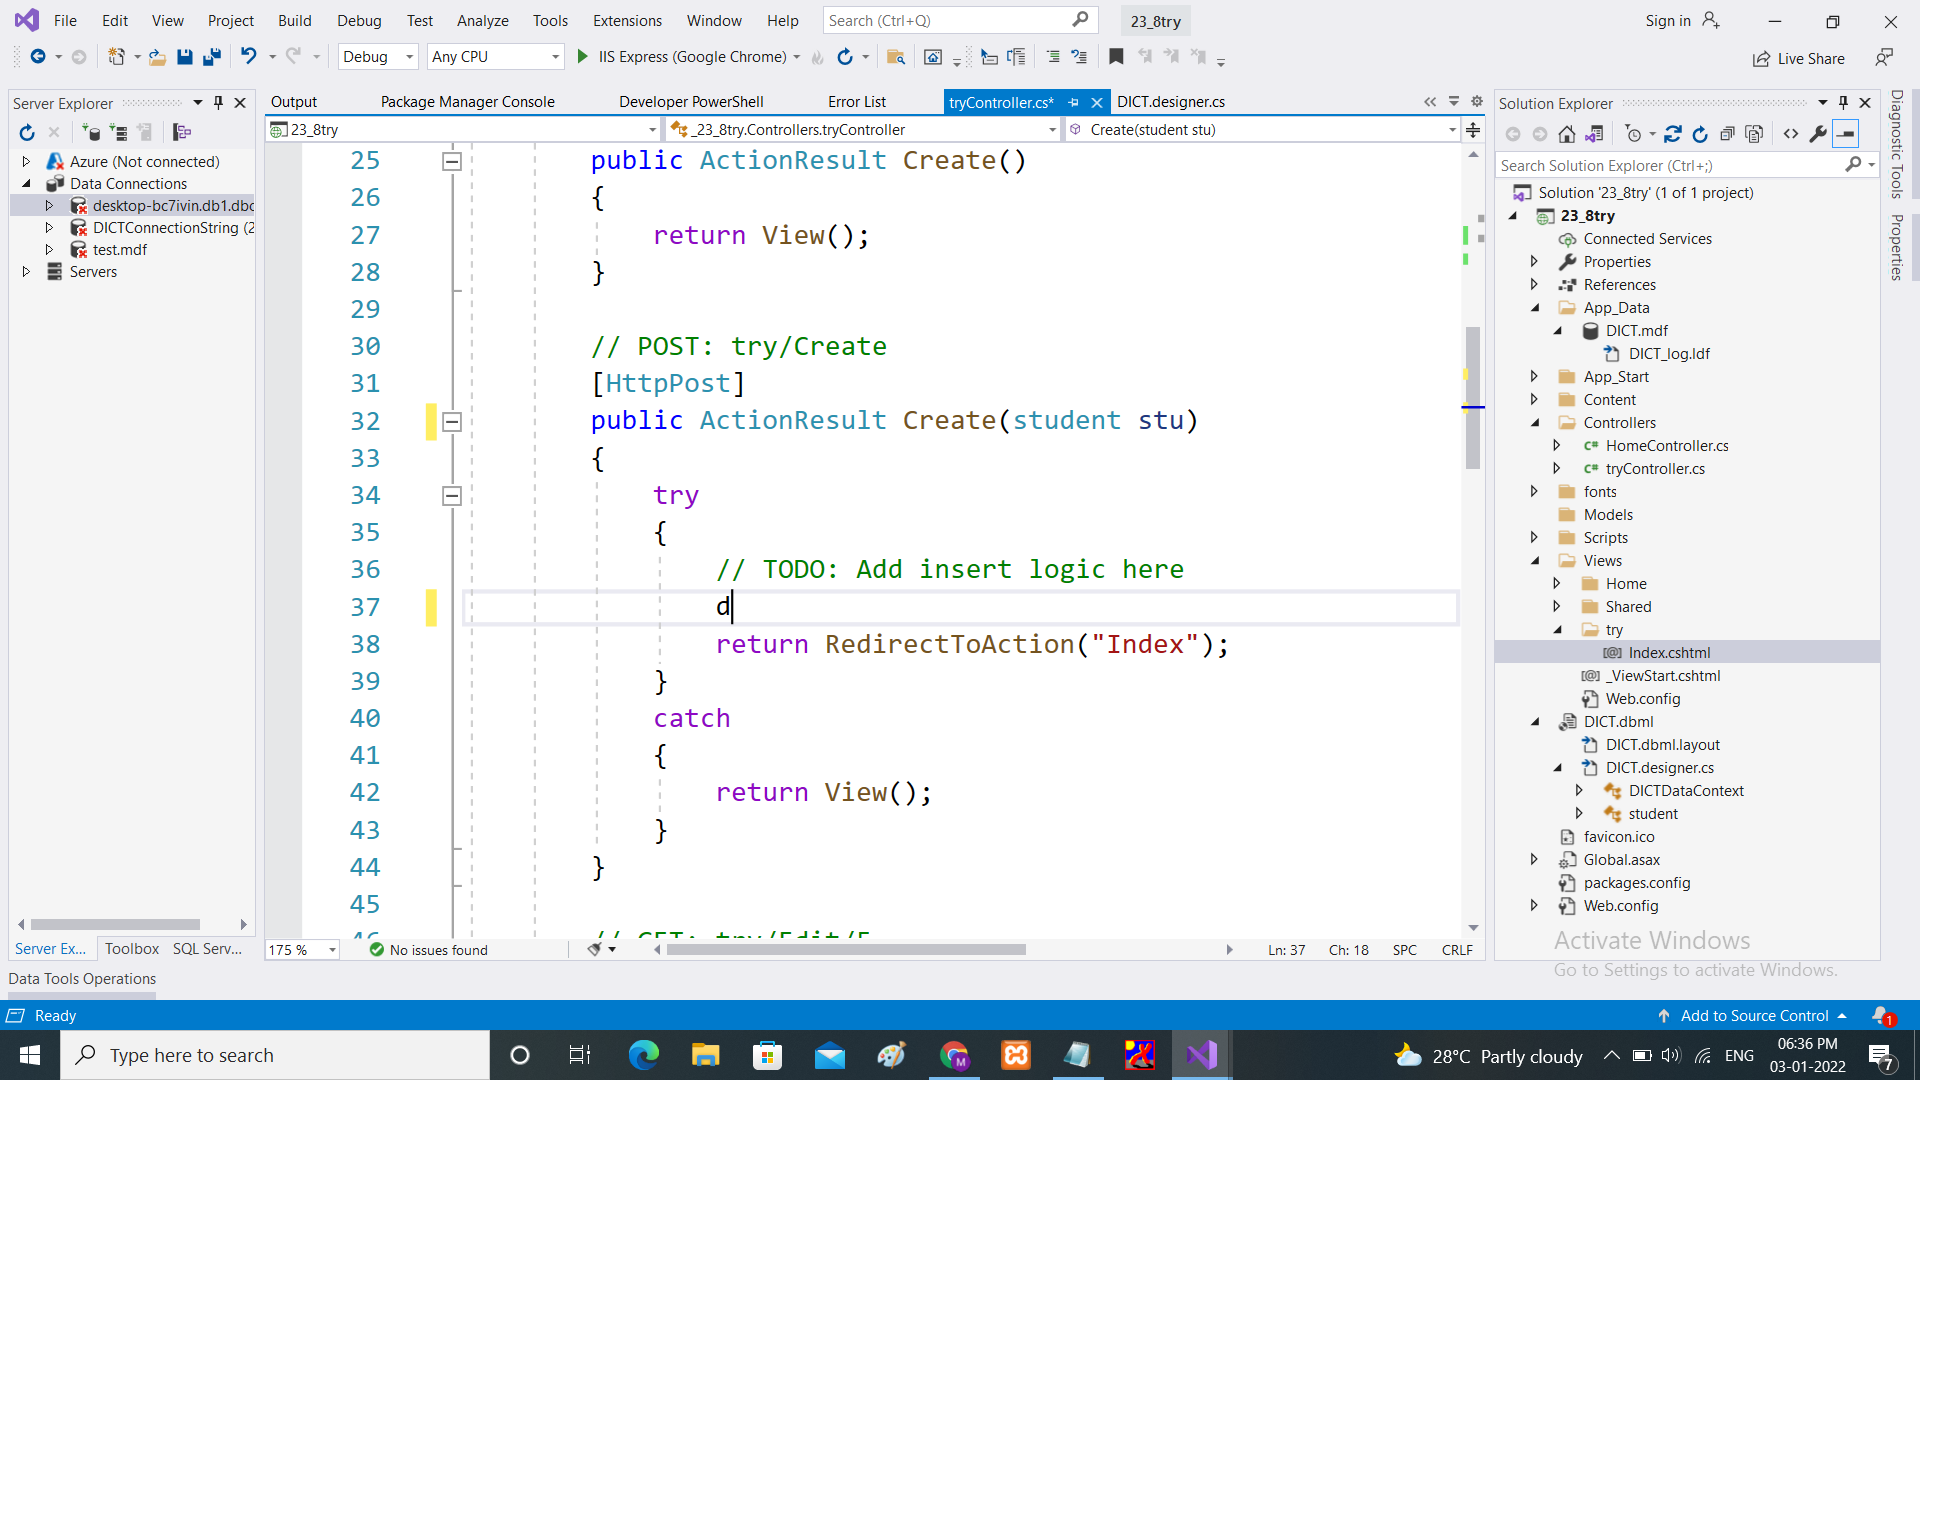 File Edit View Project Build Debug Test Analyze Tools Extensions Window Help Search (Ctrl+Q) 23_8try Sign in
Debug Any CPU IIS Express (Google Chrome) Live Share
Server Explorer
Azure (Not connected)
Data Connections
desktop-bc7ivin.db1.dbo
DICTConnectionString (2
test.mdf
Servers
Server Ex... Toolbox SQL Serv...
Data Tools Operations
Output Package Manager Console Developer PowerShell Error List tryController.cs* DICT.designer.cs
23_8try _23_8try.Controllers.tryController Create(student stu)
25 public ActionResult Create()
26 {
27 return View();
28 }
29
30 // POST: try/Create
31 [HttpPost]
32 public ActionResult Create(student stu)
33 {
34 try
35 {
36 // TODO: Add insert logic here
37 d
38 return RedirectToAction("Index");
39 }
40 catch
41 {
42 return View();
43 }
44 }
45
46 // GET: try/Edit/5
175 % No issues found Ln: 37 Ch: 18 SPC CRLF
Solution Explorer
Search Solution Explorer (Ctrl+;)
Solution '23_8try' (1 of 1 project)
23_8try
Connected Services
Properties
References
App_Data
DICT.mdf
DICT_log.ldf
App_Start
Content
Controllers
C# HomeController.cs
C# tryController.cs
fonts
Models
Scripts
Views
Home
Shared
try
[@] Index.cshtml
[@] _ViewStart.cshtml
Web.config
DICT.dbml
DICT.dbml.layout
DICT.designer.cs
DICTDataContext
student
favicon.ico
Global.asax
packages.config
Web.config
Activate Windows
Go to Settings to activate Windows.
Diagnostic Tools
Properties
Ready Add to Source Control 1
Type here to search M 28°C Partly cloudy ENG 06:36 PM
03-01-2022 7